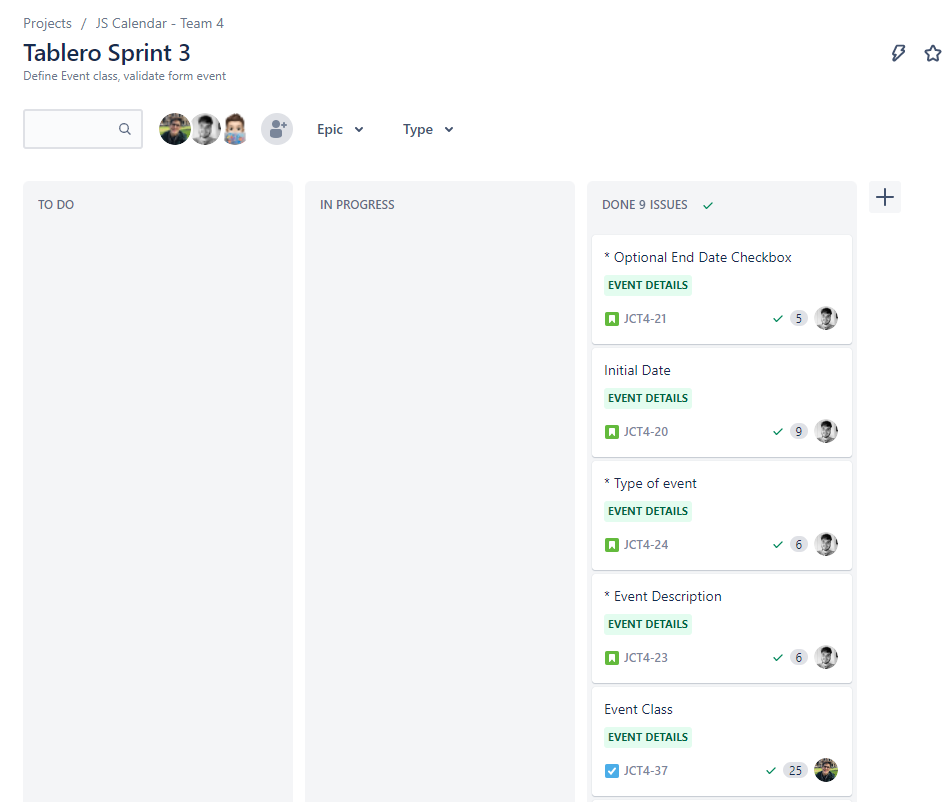 Projects / JS Calendar - Team 4
Tablero Sprint 3
Define Event class, validate form event
Epic Type
TO DO
IN PROGRESS
DONE 9 ISSUES
* Optional End Date Checkbox
EVENT DETAILS
JCT4-21 5
Initial Date
EVENT DETAILS
JCT4-20 9
* Type of event
EVENT DETAILS
JCT4-24 6
* Event Description
EVENT DETAILS
JCT4-23 6
Event Class
EVENT DETAILS
JCT4-37 25